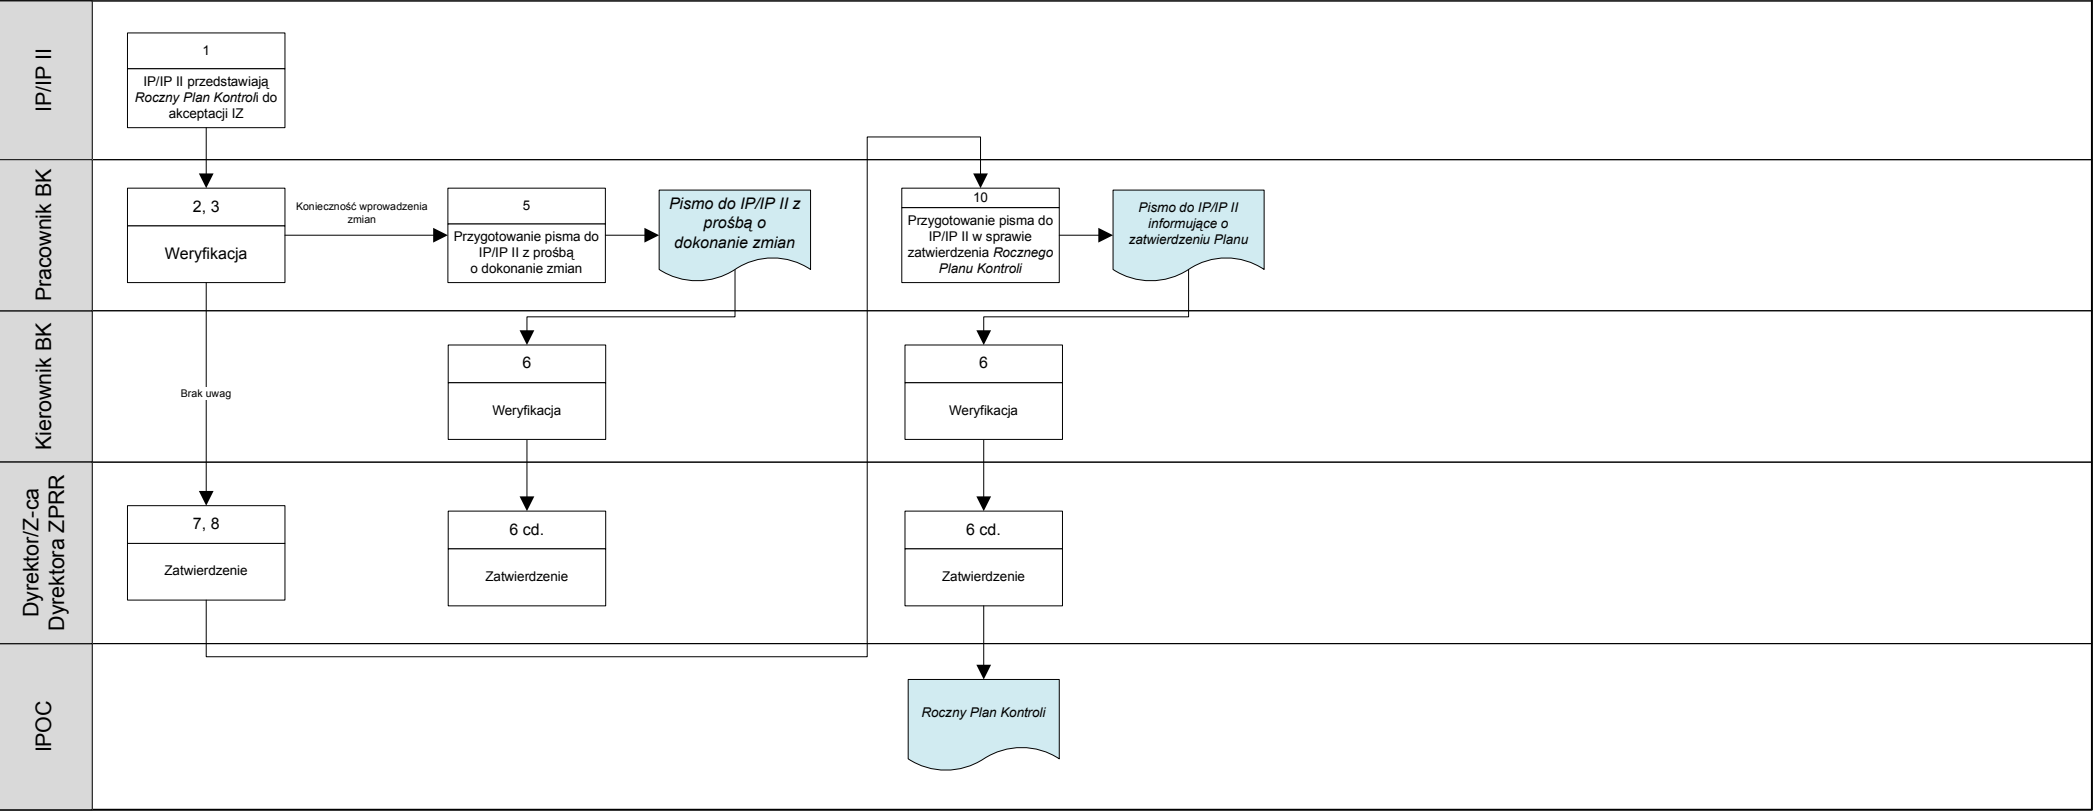 IP/IP II
1
IP/IP II przedstawiają
Roczny Plan Kontroli do
akceptacji IZ
Pracownik BK
2, 3
Weryfikacja
Konieczność wprowadzenia
zmian
5
Przygotowanie pisma do
IP/IP II z prośbą
o dokonanie zmian
Pismo do IP/IP II z
prośbą o
dokonanie zmian
10
Przygotowanie pisma do
IP/IP II w sprawie
zatwierdzenia Rocznego
Planu Kontroli
Pismo do IP/IP II
informujące o
zatwierdzeniu Planu
Kierownik BK
Brak uwag
6
Weryfikacja
6
Weryfikacja
Dyrektor/Z-ca
Dyrektora ZPRR
7, 8
Zatwierdzenie
6 cd.
Zatwierdzenie
6 cd.
Zatwierdzenie
IPOC
Roczny Plan Kontroli